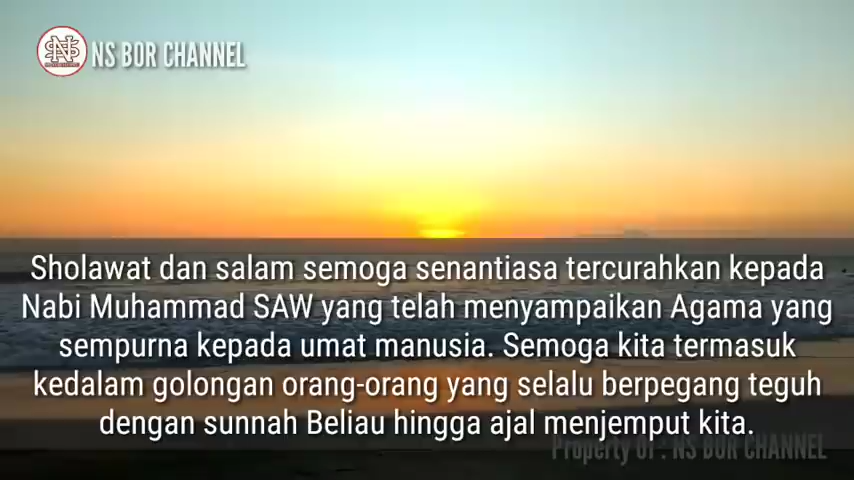 NS BOR CHANNEL
Sholawat dan salam semoga senantiasa tercurahkan kepada
Nabi Muhammad SAW yang telah menyampaikan Agama yang
sempurna kepada umat manusia. Semoga kita termasuk
kedalam golongan orang-orang yang selalu berpegang teguh
dengan sunnah Beliau hingga ajal menjemput kita.
Property of : NS BOR CHANNEL